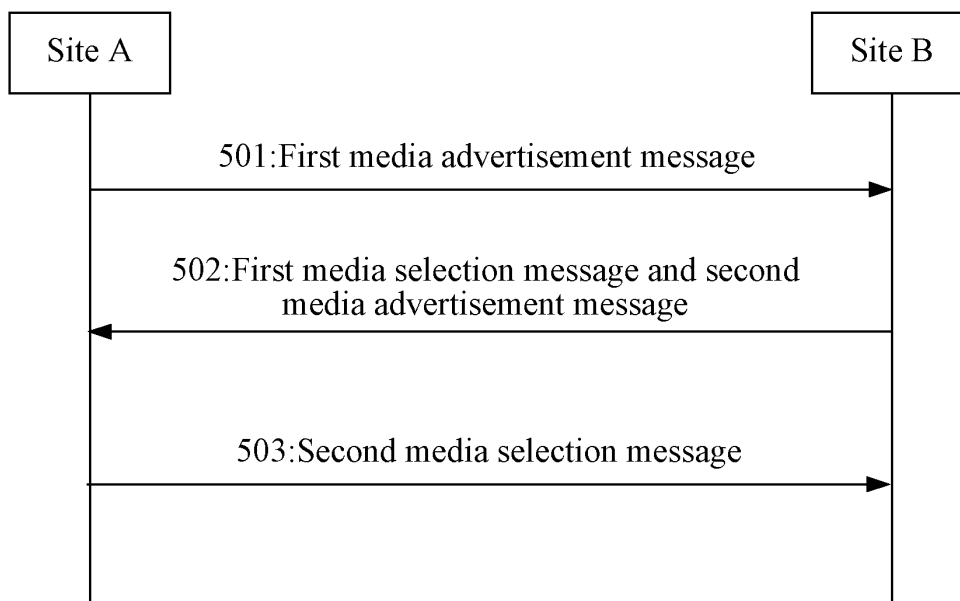 Site A
Site B
501:First media advertisement message
502:First media selection message and second
media advertisement message
503:Second media selection message